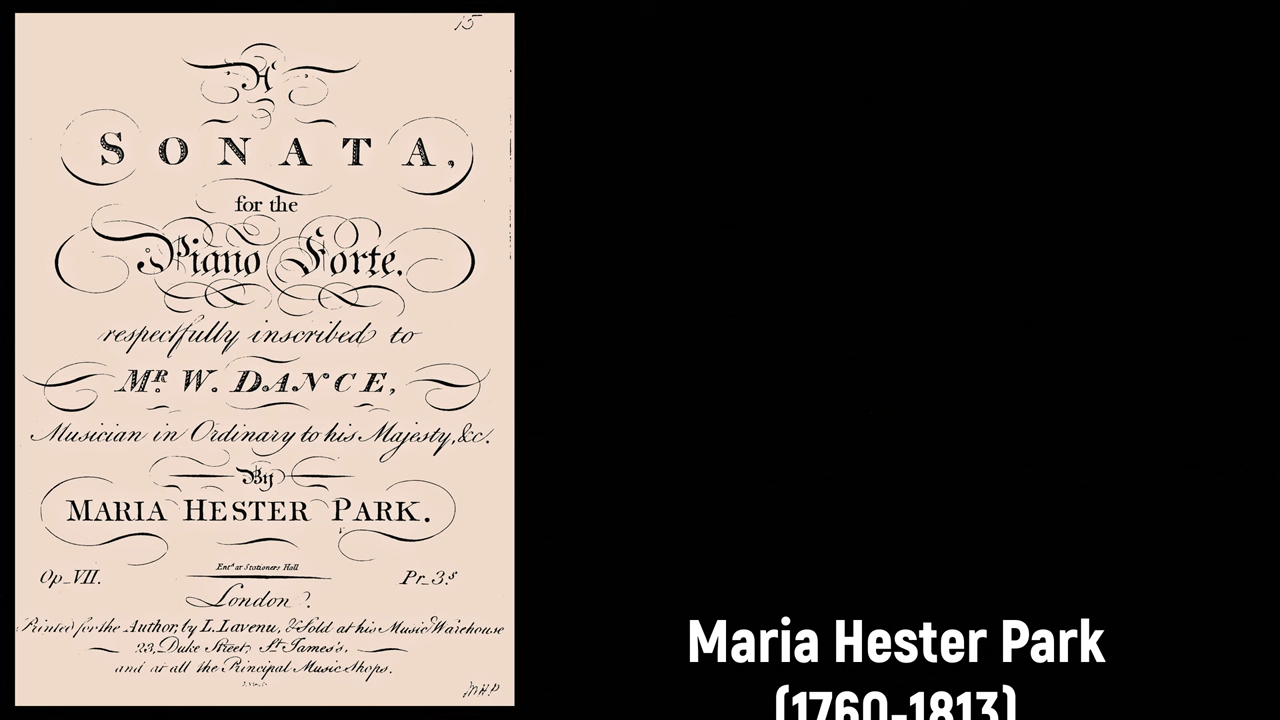 15
A
SONATA,
for the
Piano Forte.
respectfully inscribed to
MR. W. DANCE,
Musician in Ordinary to his Majesty, &c.
By
MARIA HESTER PARK.
Op. VII.
Entd at Stationers Hall
Pr. 3.s
London.
Printed for the Author, by L. Lavenu, & Sold at his Music Warehouse
23, Duke Street, St James's,
and at all the Principal Music Shops.
MHP
Maria Hester Park
(1760-1813)